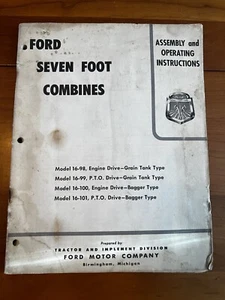 FORD
SEVEN FOOT
COMBINES
ASSEMBLY and
OPERATING
INSTRUCTIONS
Model 16-98, Engine Drive—Grain Tank Type
Model 16-99, P.T.O. Drive—Grain Tank Type
Model 16-100, Engine Drive—Bagger Type
Model 16-101, P.T.O. Drive—Bagger Type
Prepared by
TRACTOR AND IMPLEMENT DIVISION
FORD MOTOR COMPANY
Birmingham, Michigan